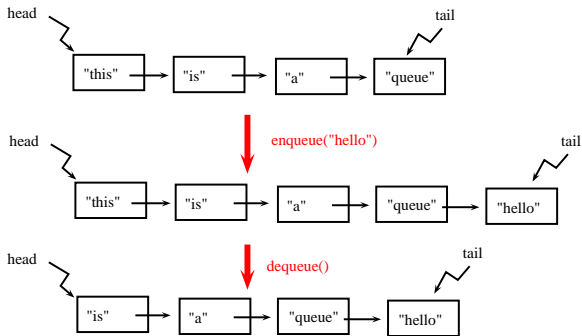 head
tail
"this" "is" "a" "queue"
enqueue("hello")
head
tail
"this" "is" "a" "queue" "hello"
dequeue()
head
tail
"is" "a" "queue" "hello"